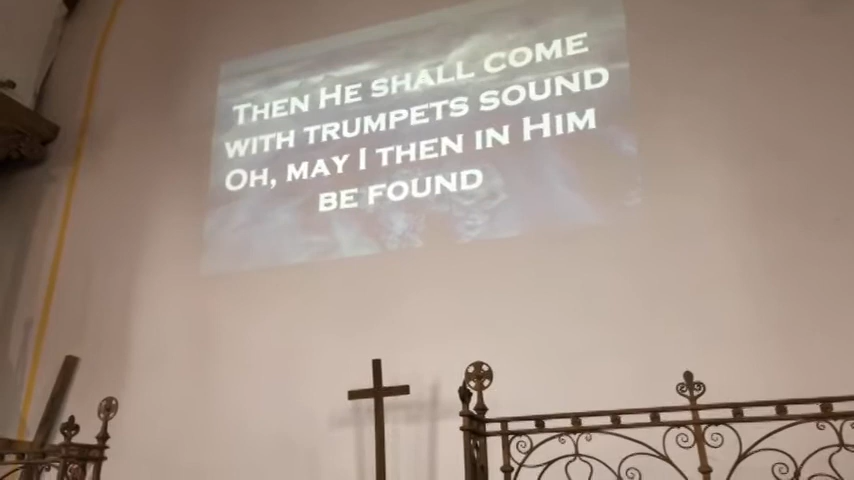 Then He shall come
with trumpets sound
Oh, may I then in Him
be found